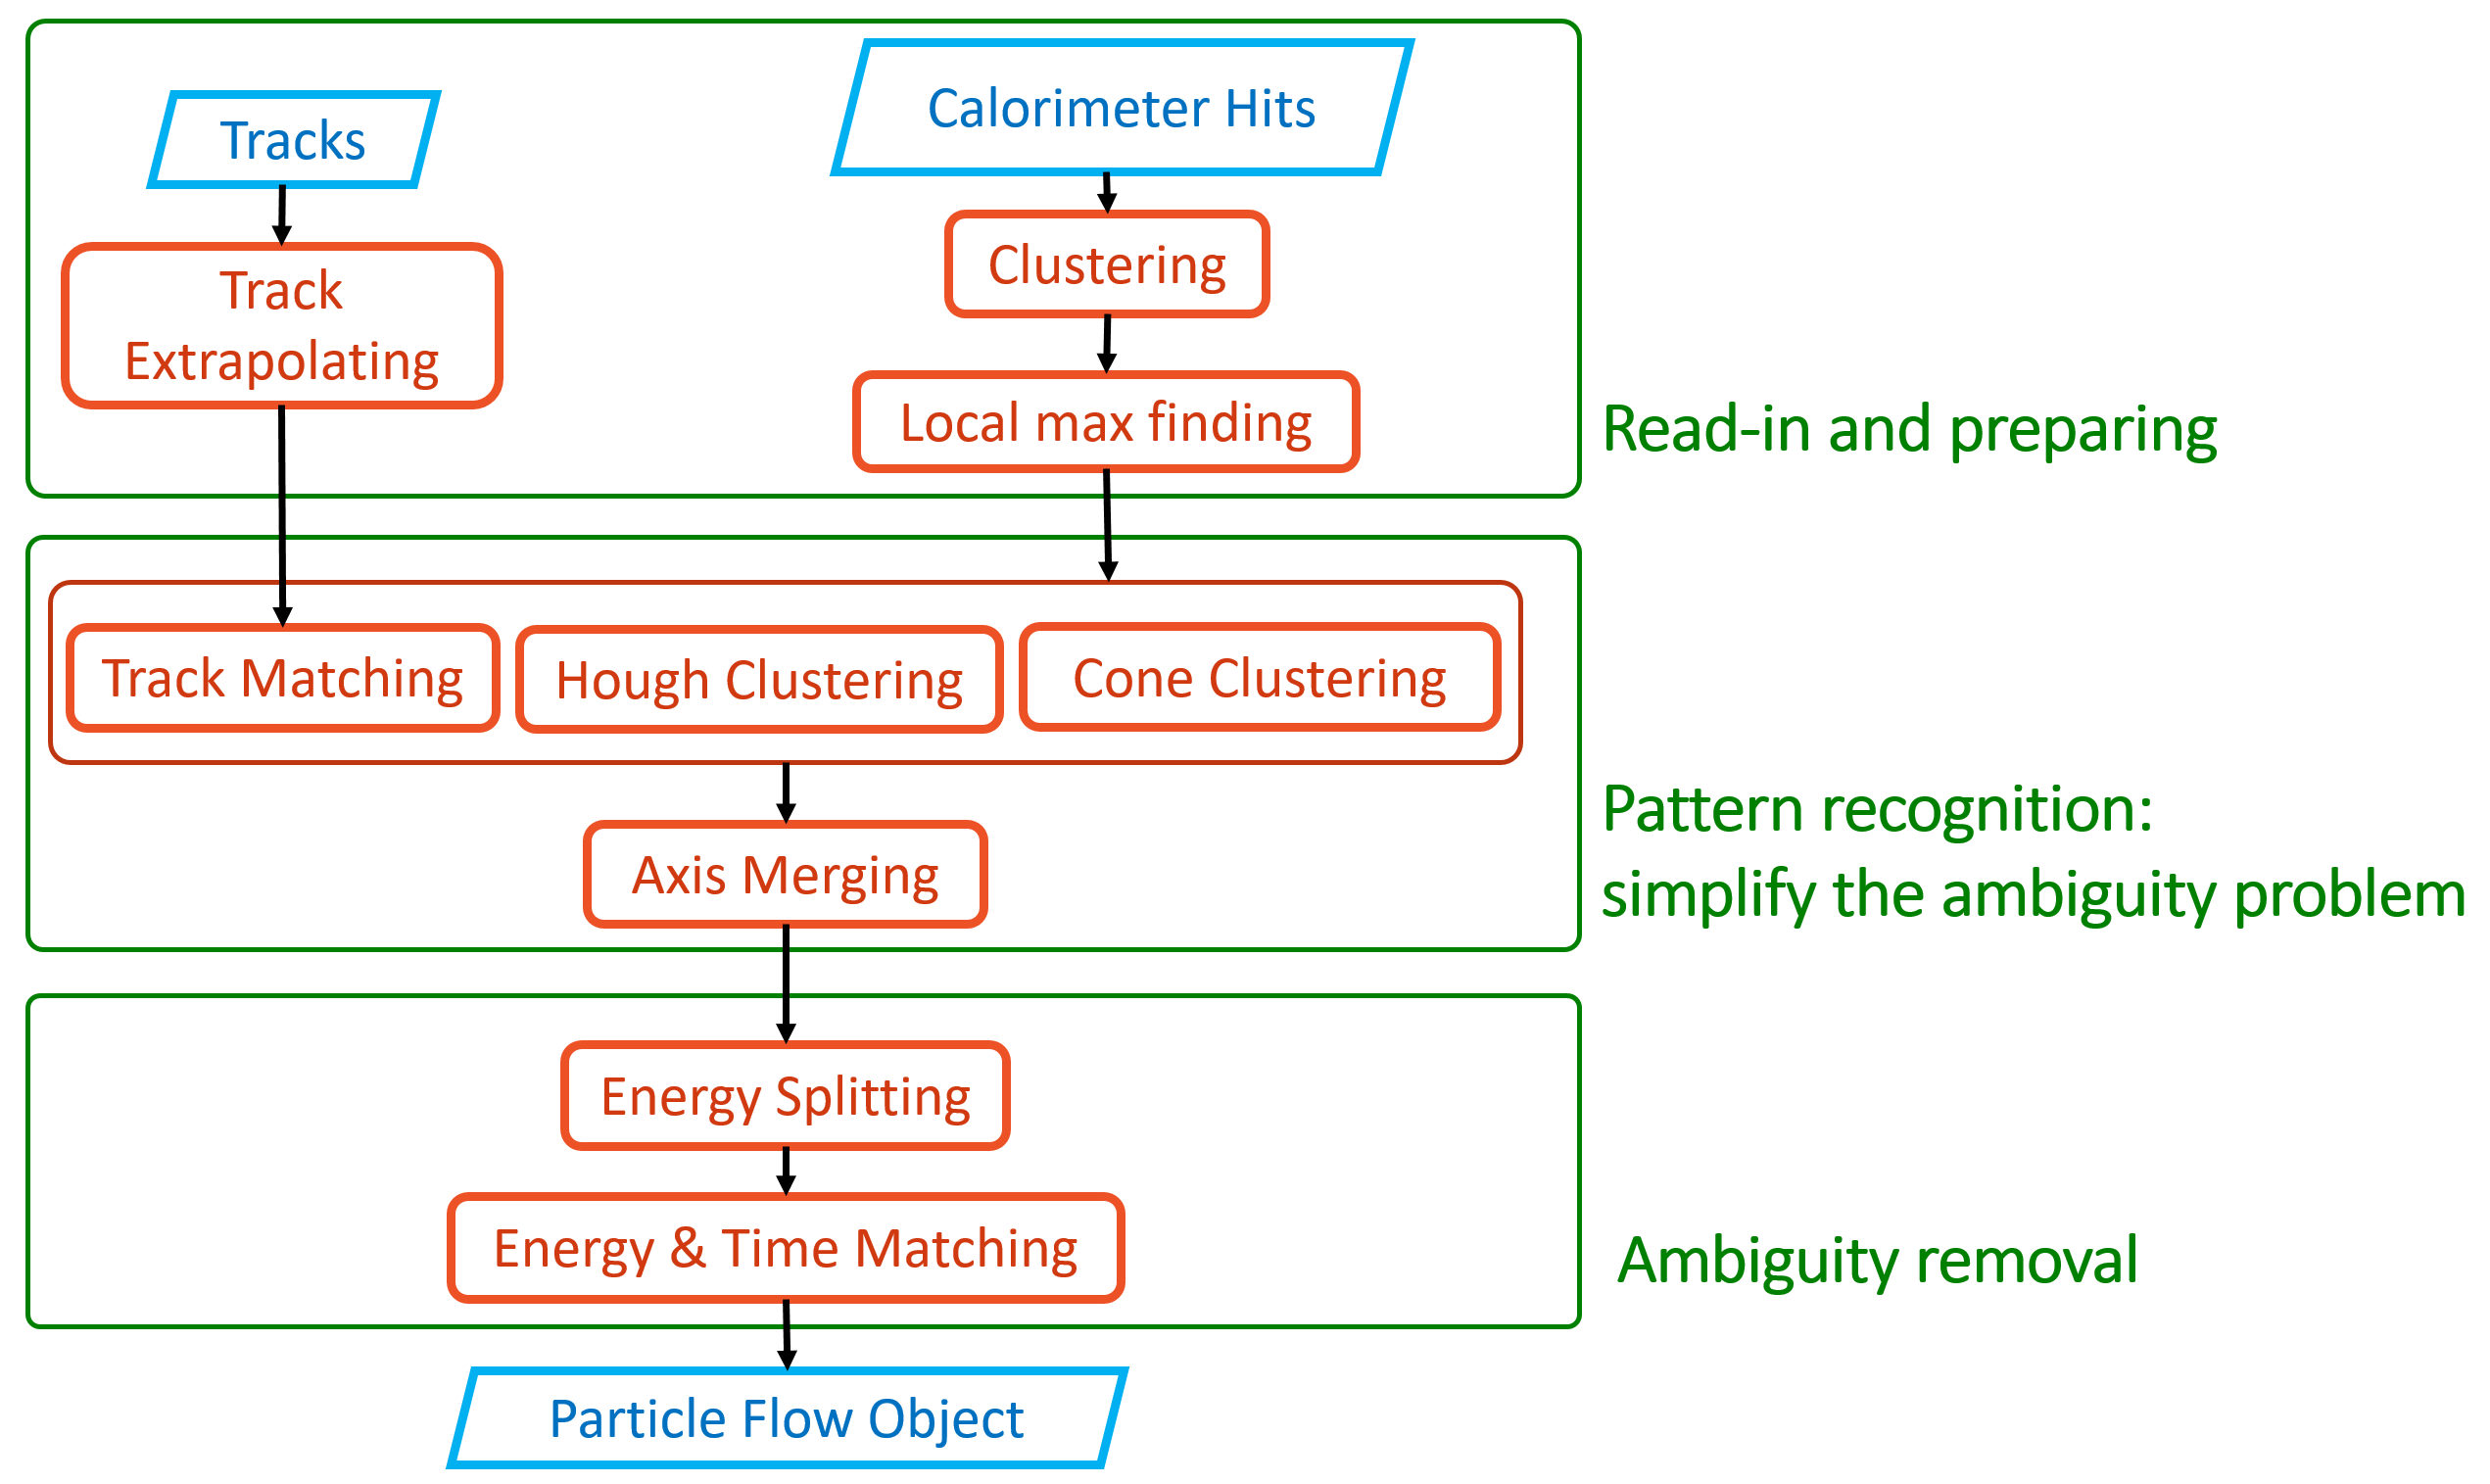 Tracks
Calorimeter Hits
Track
Extrapolating
Clustering
Local max finding
Read-in and preparing
Track Matching
Hough Clustering
Cone Clustering
Axis Merging
Pattern recognition:
simplify the ambiguity problem
Energy Splitting
Energy & Time Matching
Ambiguity removal
Particle Flow Object